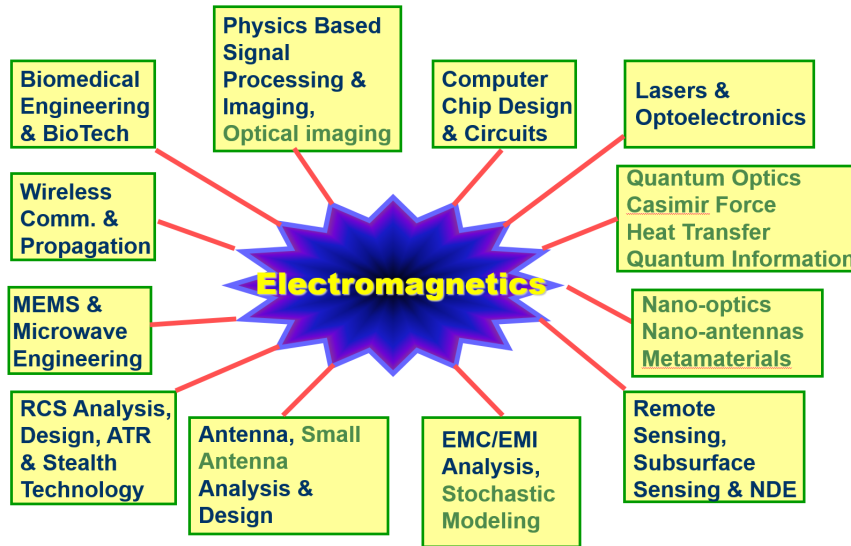 Physics Based
Signal
Processing &
Imaging,
Optical imaging
Biomedical
Engineering
& BioTech
Computer
Chip Design
& Circuits
Lasers &
Optoelectronics
Wireless
Comm. &
Propagation
Quantum Optics
Casimir Force
Heat Transfer
Quantum Information
Electromagnetics
MEMS &
Microwave
Engineering
Nano-optics
Nano-antennas
Metamaterials
RCS Analysis,
Design, ATR
& Stealth
Technology
Antenna, Small
Antenna
Analysis &
Design
EMC/EMI
Analysis,
Stochastic
Modeling
Remote
Sensing,
Subsurface
Sensing & NDE